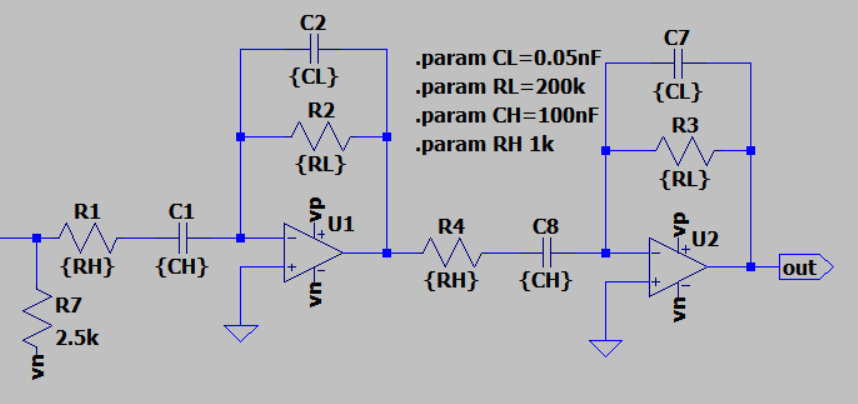 C2
{CL}
R2
{RL}
.param CL=0.05nF
.param RL=200k
.param CH=100nF
.param RH 1k
C7
{CL}
R3
{RL}
R1
{RH}
C1
{CH}
vp
U1
+
−
+
−
vn
R4
{RH}
C8
{CH}
vp
U2
+
−
+
−
vn
out
R7
2.5k
vn